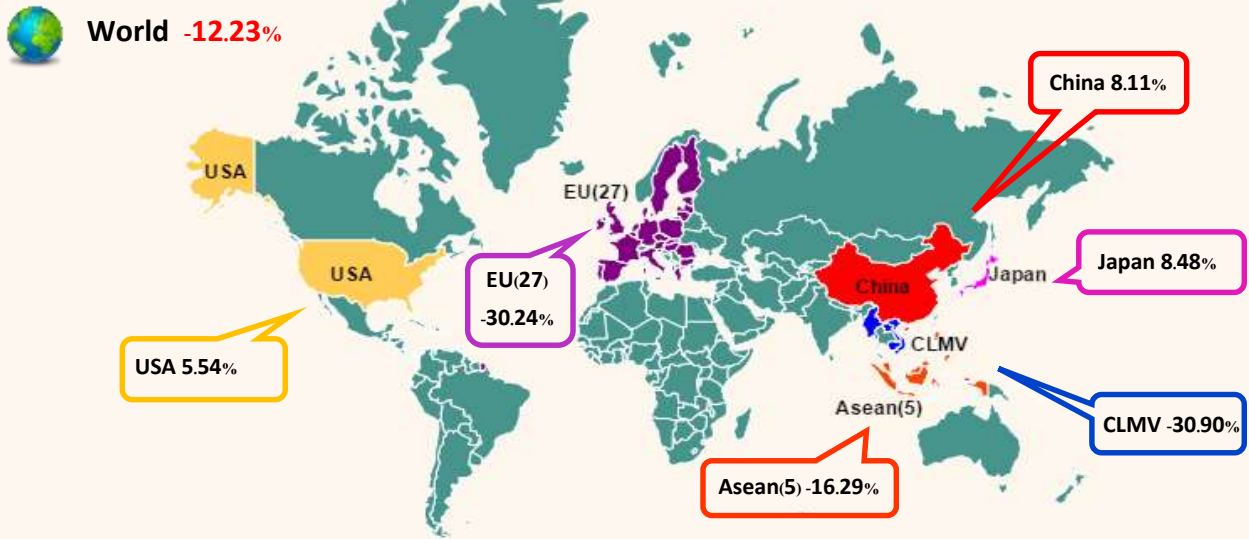 World -12.23%
China 8.11%
USA
EU(27)
USA
EU(27)
-30.24%
China
Japan
Japan 8.48%
CLMV
USA 5.54%
Asean(5)
CLMV -30.90%
Asean(5) -16.29%